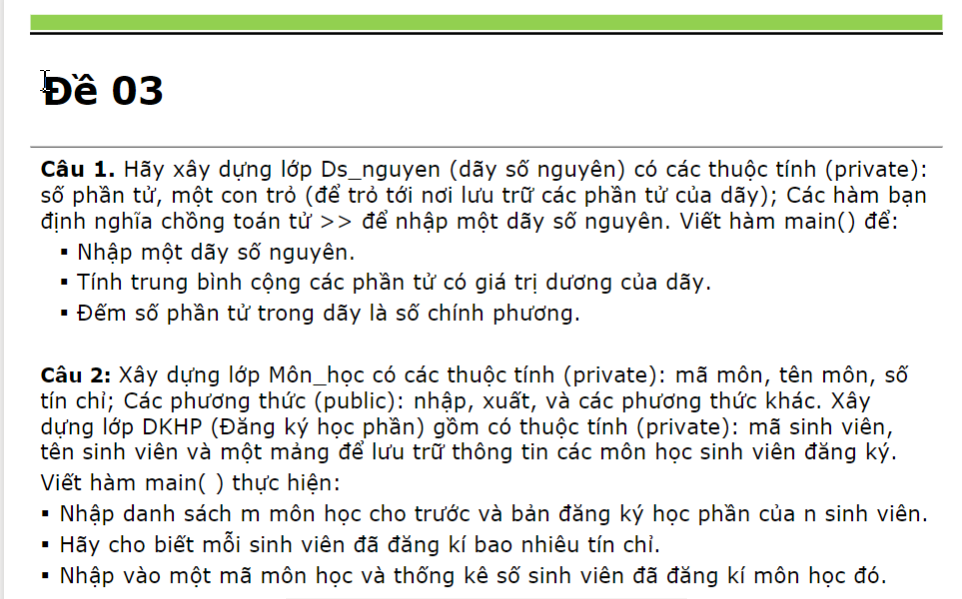 Đề 03
Câu 1. Hãy xây dựng lớp Ds_nguyen (dãy số nguyên) có các thuộc tính (private):
số phần tử, một con trỏ (để trỏ tới nơi lưu trữ các phần tử của dãy); Các hàm bạn
định nghĩa chồng toán tử >> để nhập một dãy số nguyên. Viết hàm main() để:
▪ Nhập một dãy số nguyên.
▪ Tính trung bình cộng các phần tử có giá trị dương của dãy.
▪ Đếm số phần tử trong dãy là số chính phương.
Câu 2: Xây dựng lớp Môn_học có các thuộc tính (private): mã môn, tên môn, số
tín chỉ; Các phương thức (public): nhập, xuất, và các phương thức khác. Xây
dựng lớp DKHP (Đăng ký học phần) gồm có thuộc tính (private): mã sinh viên,
tên sinh viên và một mảng để lưu trữ thông tin các môn học sinh viên đăng ký.
Viết hàm main( ) thực hiện:
▪ Nhập danh sách m môn học cho trước và bản đăng ký học phần của n sinh viên.
▪ Hãy cho biết mỗi sinh viên đã đăng kí bao nhiêu tín chỉ.
▪ Nhập vào một mã môn học và thống kê số sinh viên đã đăng kí môn học đó.